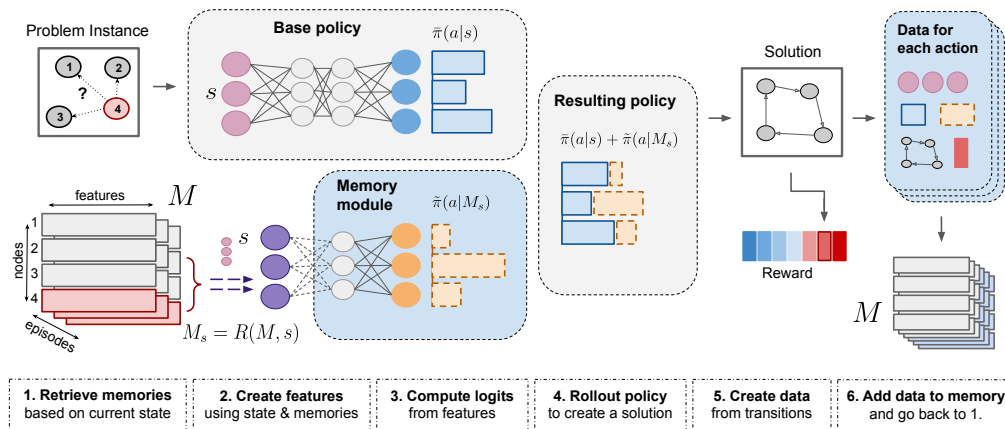 Problem Instance
1
2
?
3
4
Base policy
s
π̄(a|s)
features
M
nodes
1
2
3
4
episodes
M_s = R(M, s)
s
Memory
module
π̃(a|M_s)
Resulting policy
π̄(a|s) + π̃(a|M_s)
Solution
Reward
Data for
each action
M
1. Retrieve memories
based on current state
2. Create features
using state & memories
3. Compute logits
from features
4. Rollout policy
to create a solution
5. Create data
from transitions
6. Add data to memory
and go back to 1.